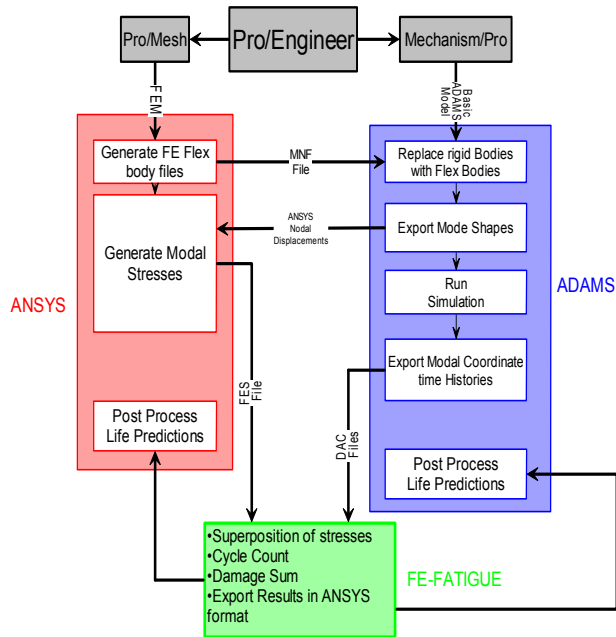 Pro/Mesh
Pro/Engineer
Mechanism/Pro
FEM
Basic
ADAMS
Model
Generate FE Flex
body files
MNF
File
Replace rigid Bodies
with Flex Bodies
ANSYS
Nodal
Displacements
Export Mode Shapes
Generate Modal
Stresses
Run
Simulation
ANSYS
ADAMS
Export Modal Coordinate
time Histories
FES
File
DAC
Files
Post Process
Life Predictions
Post Process
Life Predictions
•Superposition of stresses
•Cycle Count
•Damage Sum
•Export Results in ANSYS
format
FE-FATIGUE